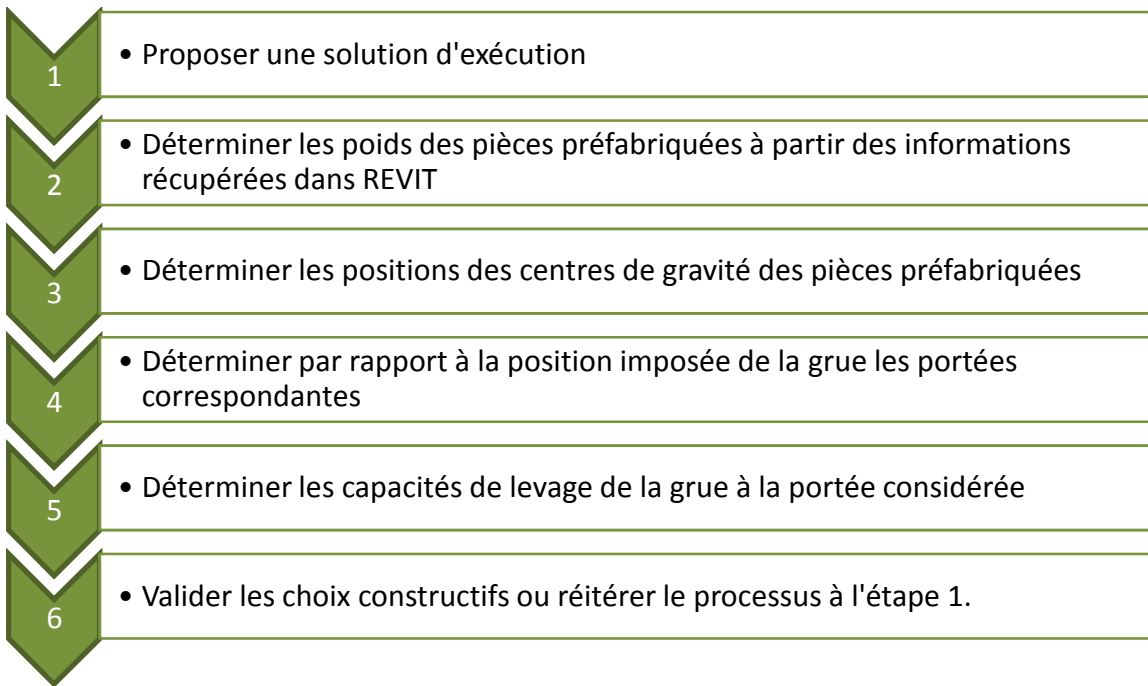 1
• Proposer une solution d'exécution
2
• Déterminer les poids des pièces préfabriquées à partir des informations
récupérées dans REVIT
3
• Déterminer les positions des centres de gravité des pièces préfabriquées
4
• Déterminer par rapport à la position imposée de la grue les portées
correspondantes
5
• Déterminer les capacités de levage de la grue à la portée considérée
6
• Valider les choix constructifs ou réitérer le processus à l'étape 1.